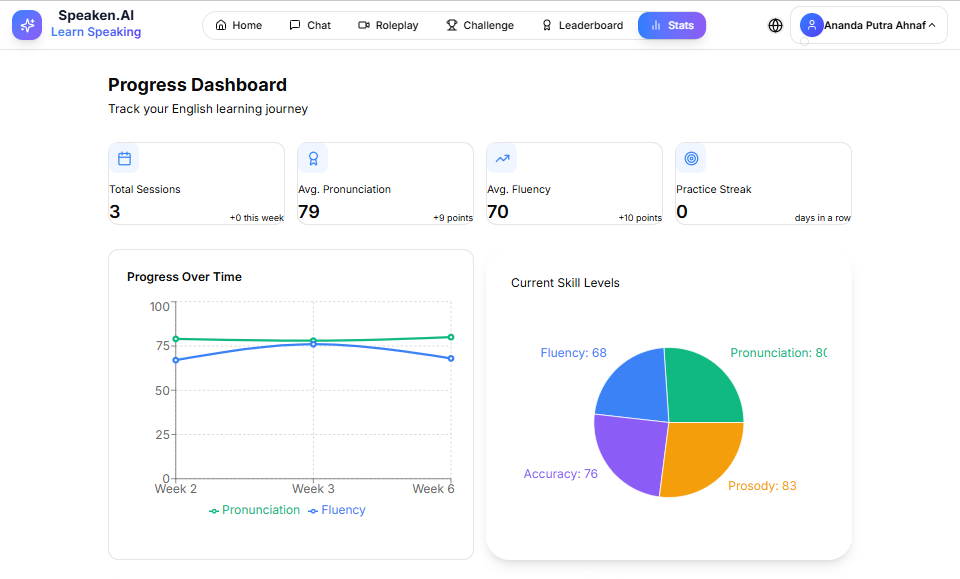 Speaken.AI
Learn Speaking
Home
Chat
Roleplay
Challenge
Leaderboard
Stats
Ananda Putra Ahnaf
Progress Dashboard
Track your English learning journey
Total Sessions
3
+0 this week
Avg. Pronunciation
79
+9 points
Avg. Fluency
70
+10 points
Practice Streak
0
days in a row
Progress Over Time
100
75
50
25
0
Week 2
Week 3
Week 6
Pronunciation
Fluency
Current Skill Levels
Fluency: 68
Pronunciation: 80
Accuracy: 76
Prosody: 83